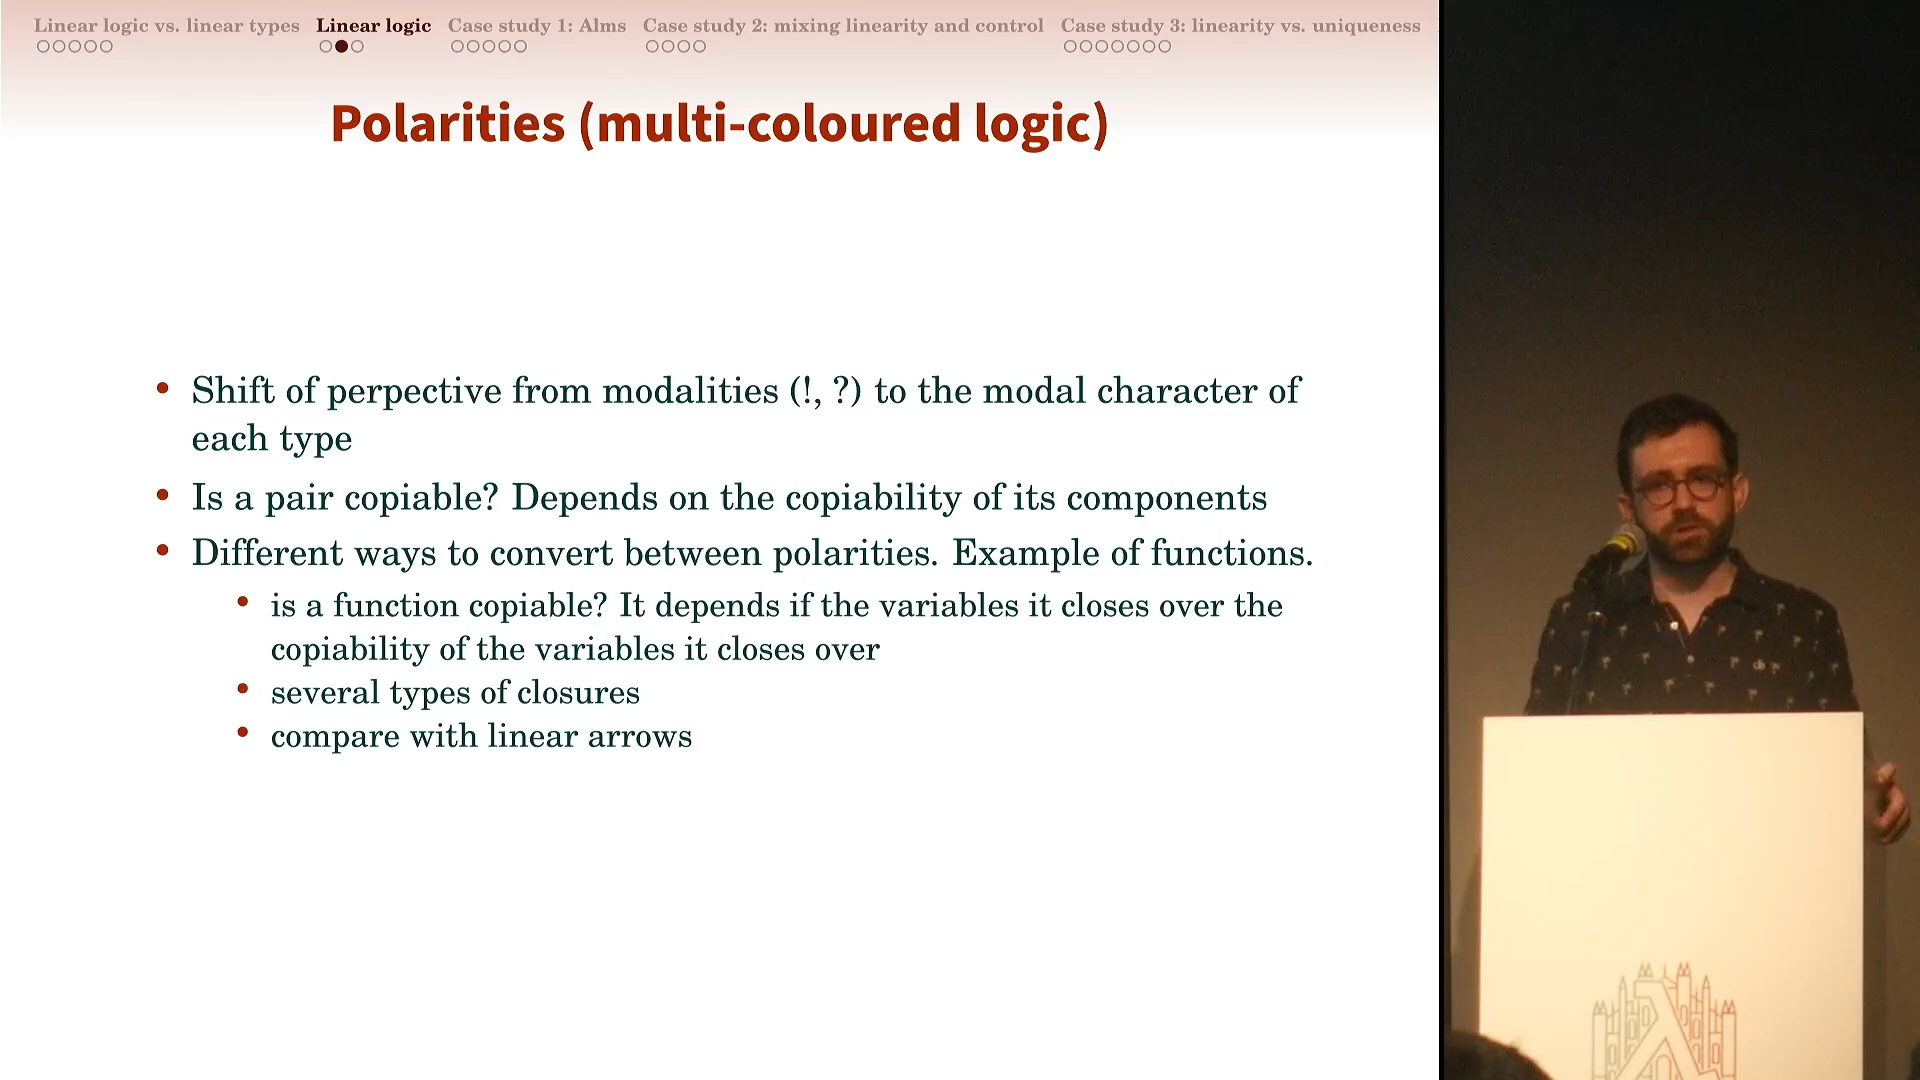 Linear logic vs. linear types Linear logic Case study 1: Alms Case study 2: mixing linearity and control Case study 3: linearity vs. uniqueness
Polarities (multi-coloured logic)
• Shift of perpective from modalities (!, ?) to the modal character of
each type
• Is a pair copiable? Depends on the copiability of its components
• Different ways to convert between polarities. Example of functions.
• is a function copiable? It depends if the variables it closes over the
copiability of the variables it closes over
• several types of closures
• compare with linear arrows